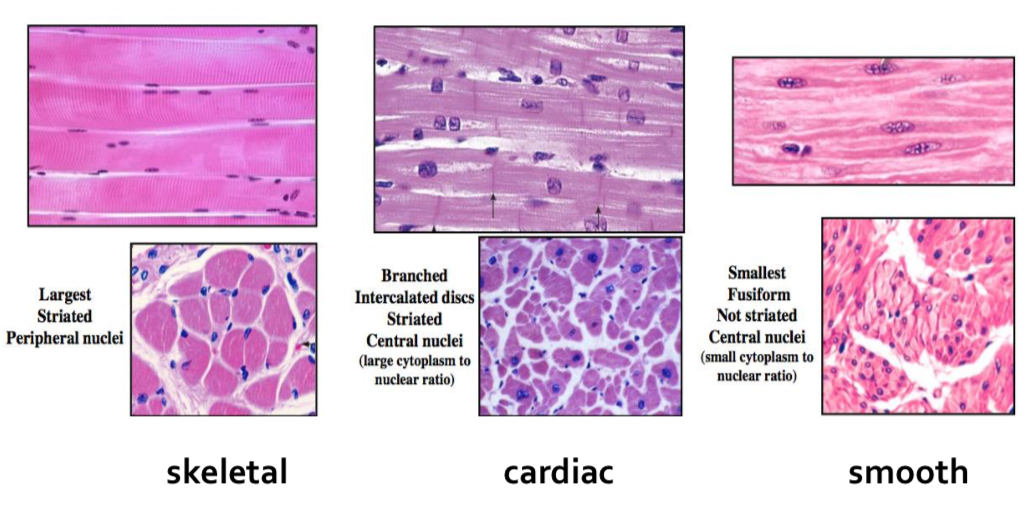 Largest
Striated
Peripheral nuclei
Branched
Intercalated discs
Striated
Central nuclei
(large cytoplasm to
nuclear ratio)
Smallest
Fusiform
Not striated
Central nuclei
(small cytoplasm to
nuclear ratio)
skeletal
cardiac
smooth